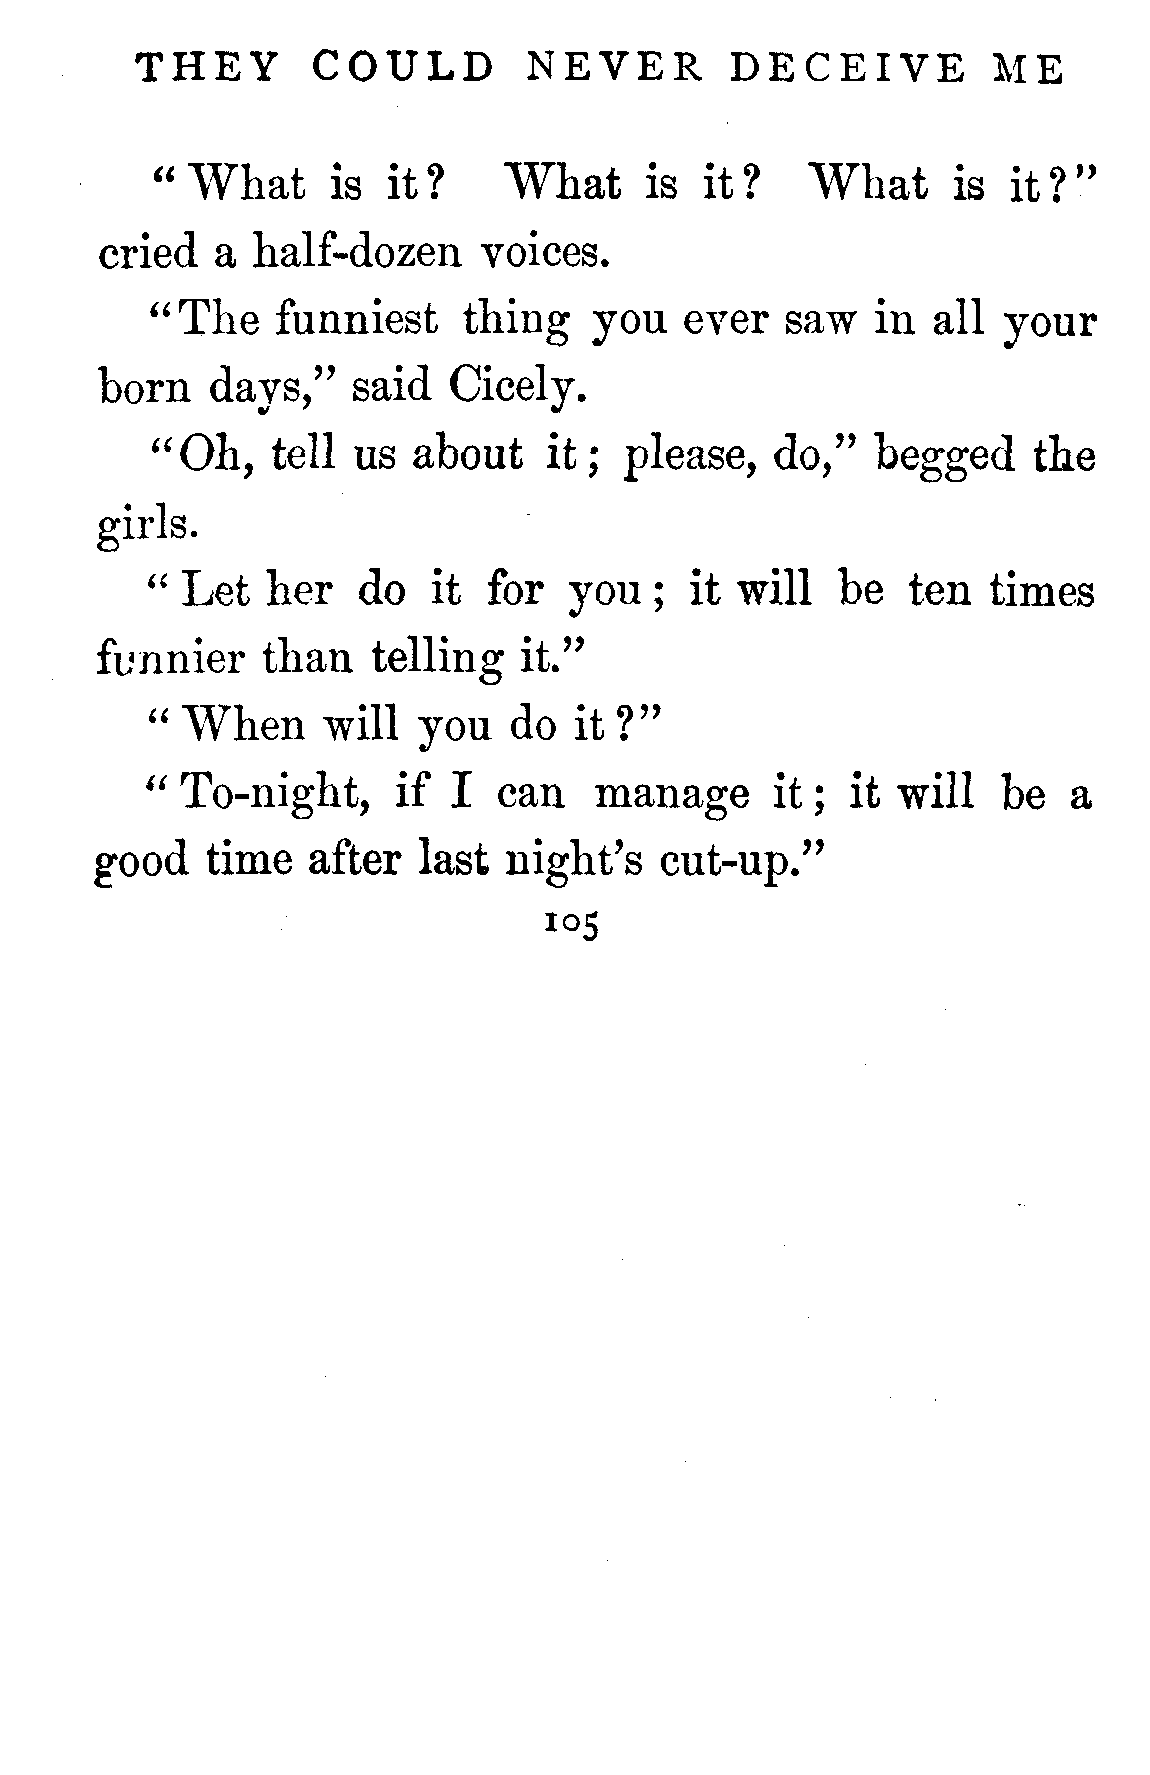 THEY COULD NEVER DECEIVE ME
“What is it? What is it? What is it?”
cried a half-dozen voices.
“The funniest thing you ever saw in all your
born days,” said Cicely.
“Oh, tell us about it; please, do,” begged the
girls.
“Let her do it for you; it will be ten times
funnier than telling it.”
“When will you do it?”
“To-night, if I can manage it; it will be a
good time after last night’s cut-up.”
105